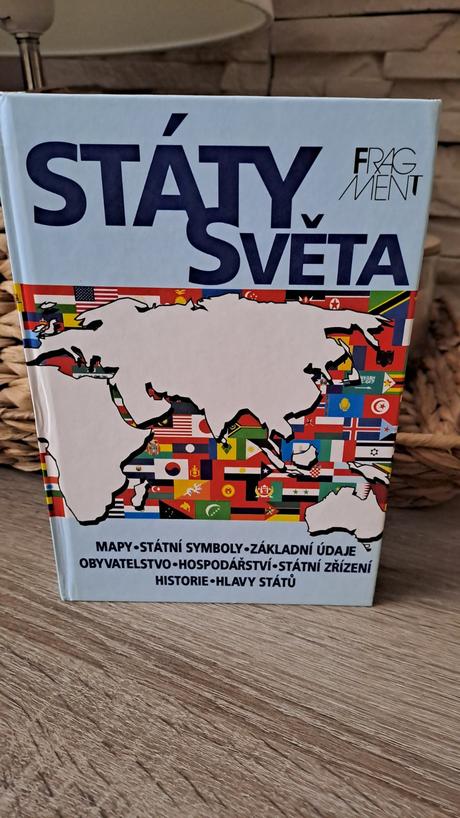 STÁTY
SVĚTA
FRAG
MENT
MAPY•STÁTNÍ SYMBOLY•ZÁKLADNÍ ÚDAJE
OBYVATELSTVO•HOSPODÁŘSTVÍ•STÁTNÍ ZŘÍZENÍ
HISTORIE•HLAVY STÁTŮ